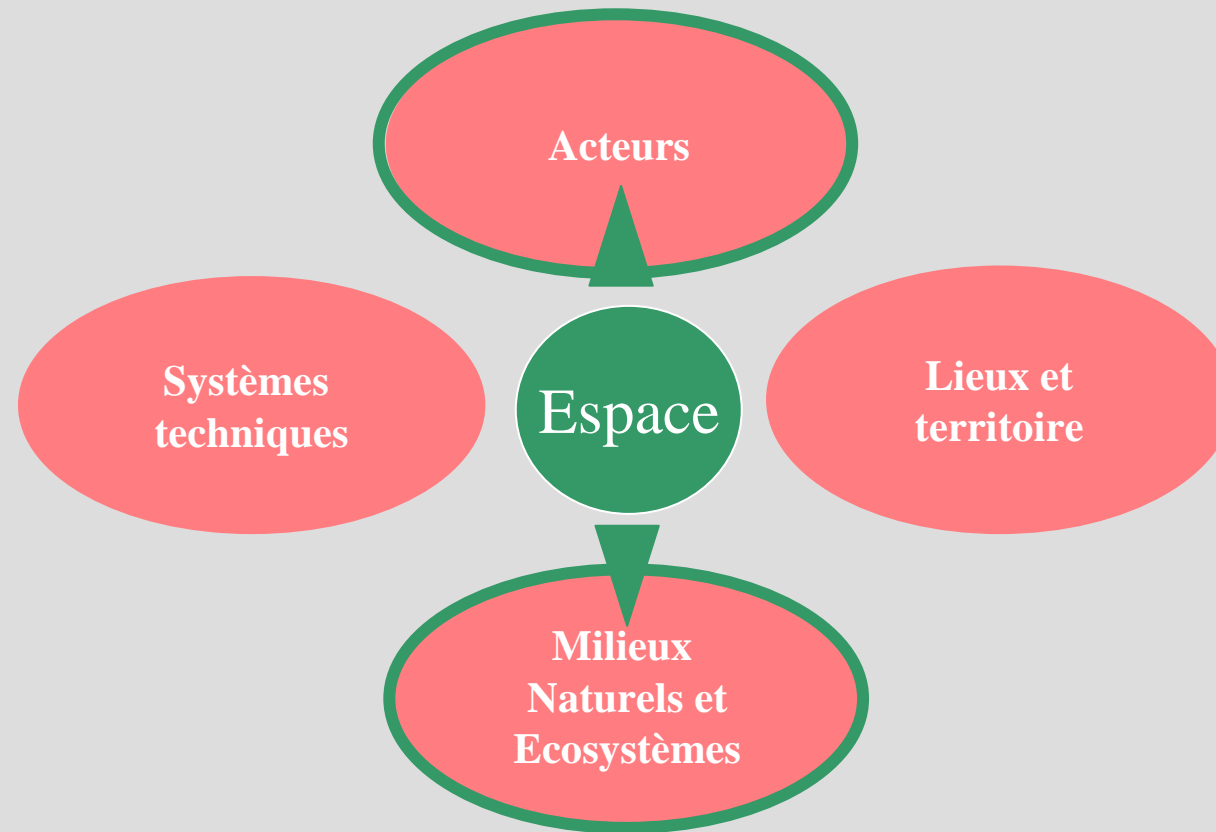 Acteurs
Systèmes
techniques
Espace
Lieux et
territoire
Milieux
Naturels et
Ecosystèmes